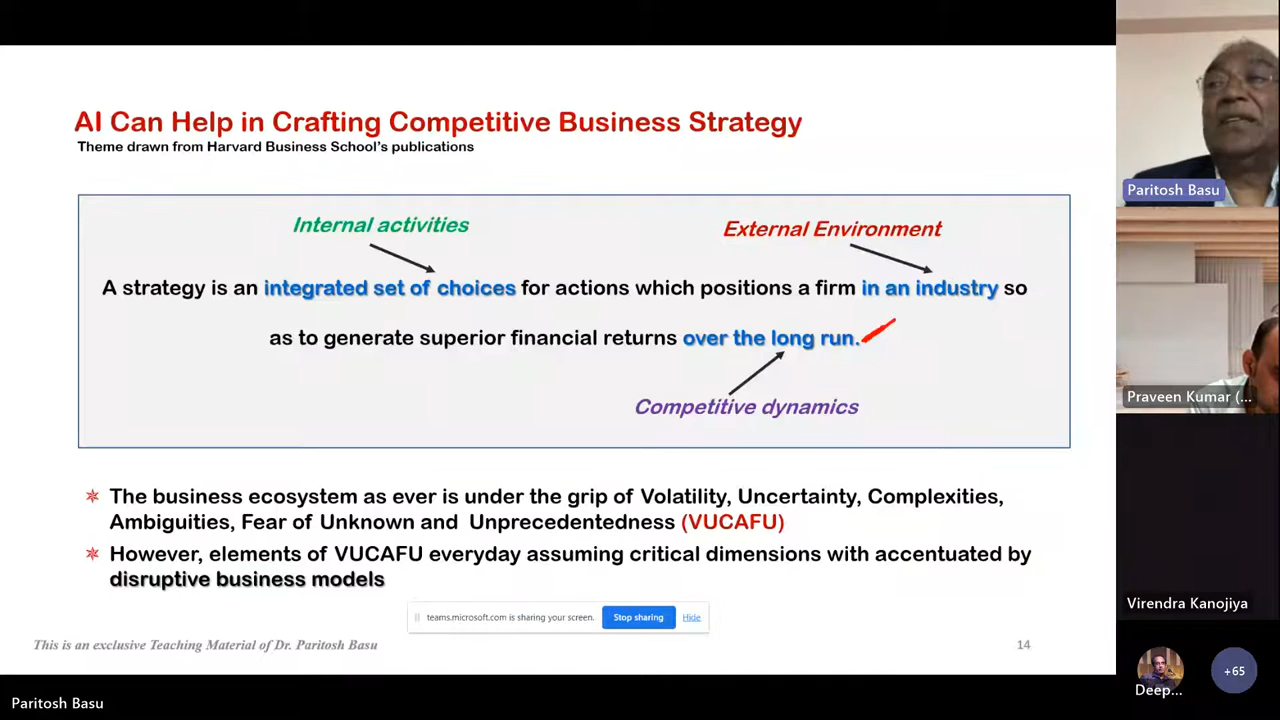 AI Can Help in Crafting Competitive Business Strategy
Theme drawn from Harvard Business School's publications
Internal activities
External Environment
A strategy is an integrated set of choices for actions which positions a firm in an industry so
as to generate superior financial returns over the long run.
Competitive dynamics
The business ecosystem as ever is under the grip of Volatility, Uncertainty, Complexities,
Ambiguities, Fear of Unknown and Unprecedentedness (VUCAFU)
However, elements of VUCAFU everyday assuming critical dimensions with accentuated by
disruptive business models
teams.microsoft.com is sharing your screen.
Stop sharing
Hide
This is an exclusive Teaching Material of Dr. Paritosh Basu
14
Paritosh Basu
Paritosh Basu
Praveen Kumar (...
Virendra Kanojiya
Deep...
+65